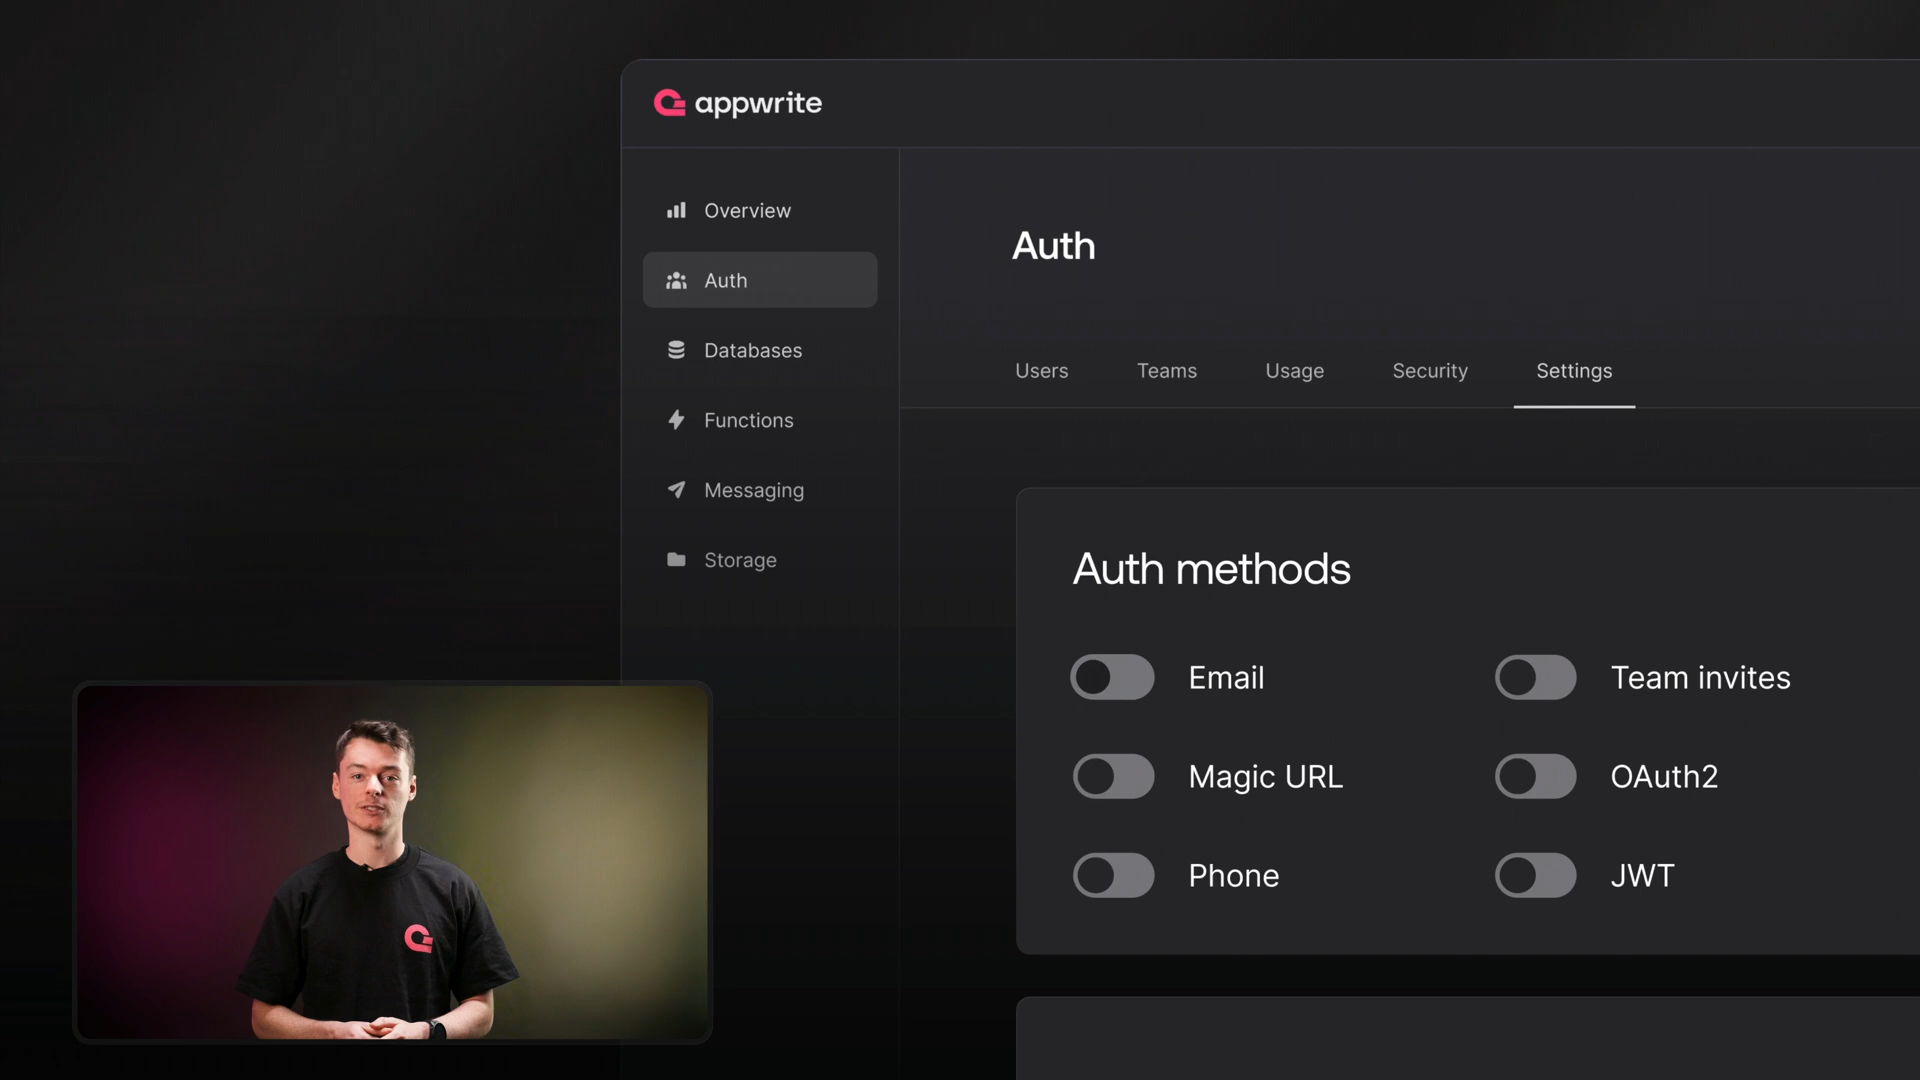 appwrite
Overview
Auth
Databases
Functions
Messaging
Storage
Auth
Users Teams Usage Security Settings
Auth methods
Email Team invites
Magic URL OAuth2
Phone JWT